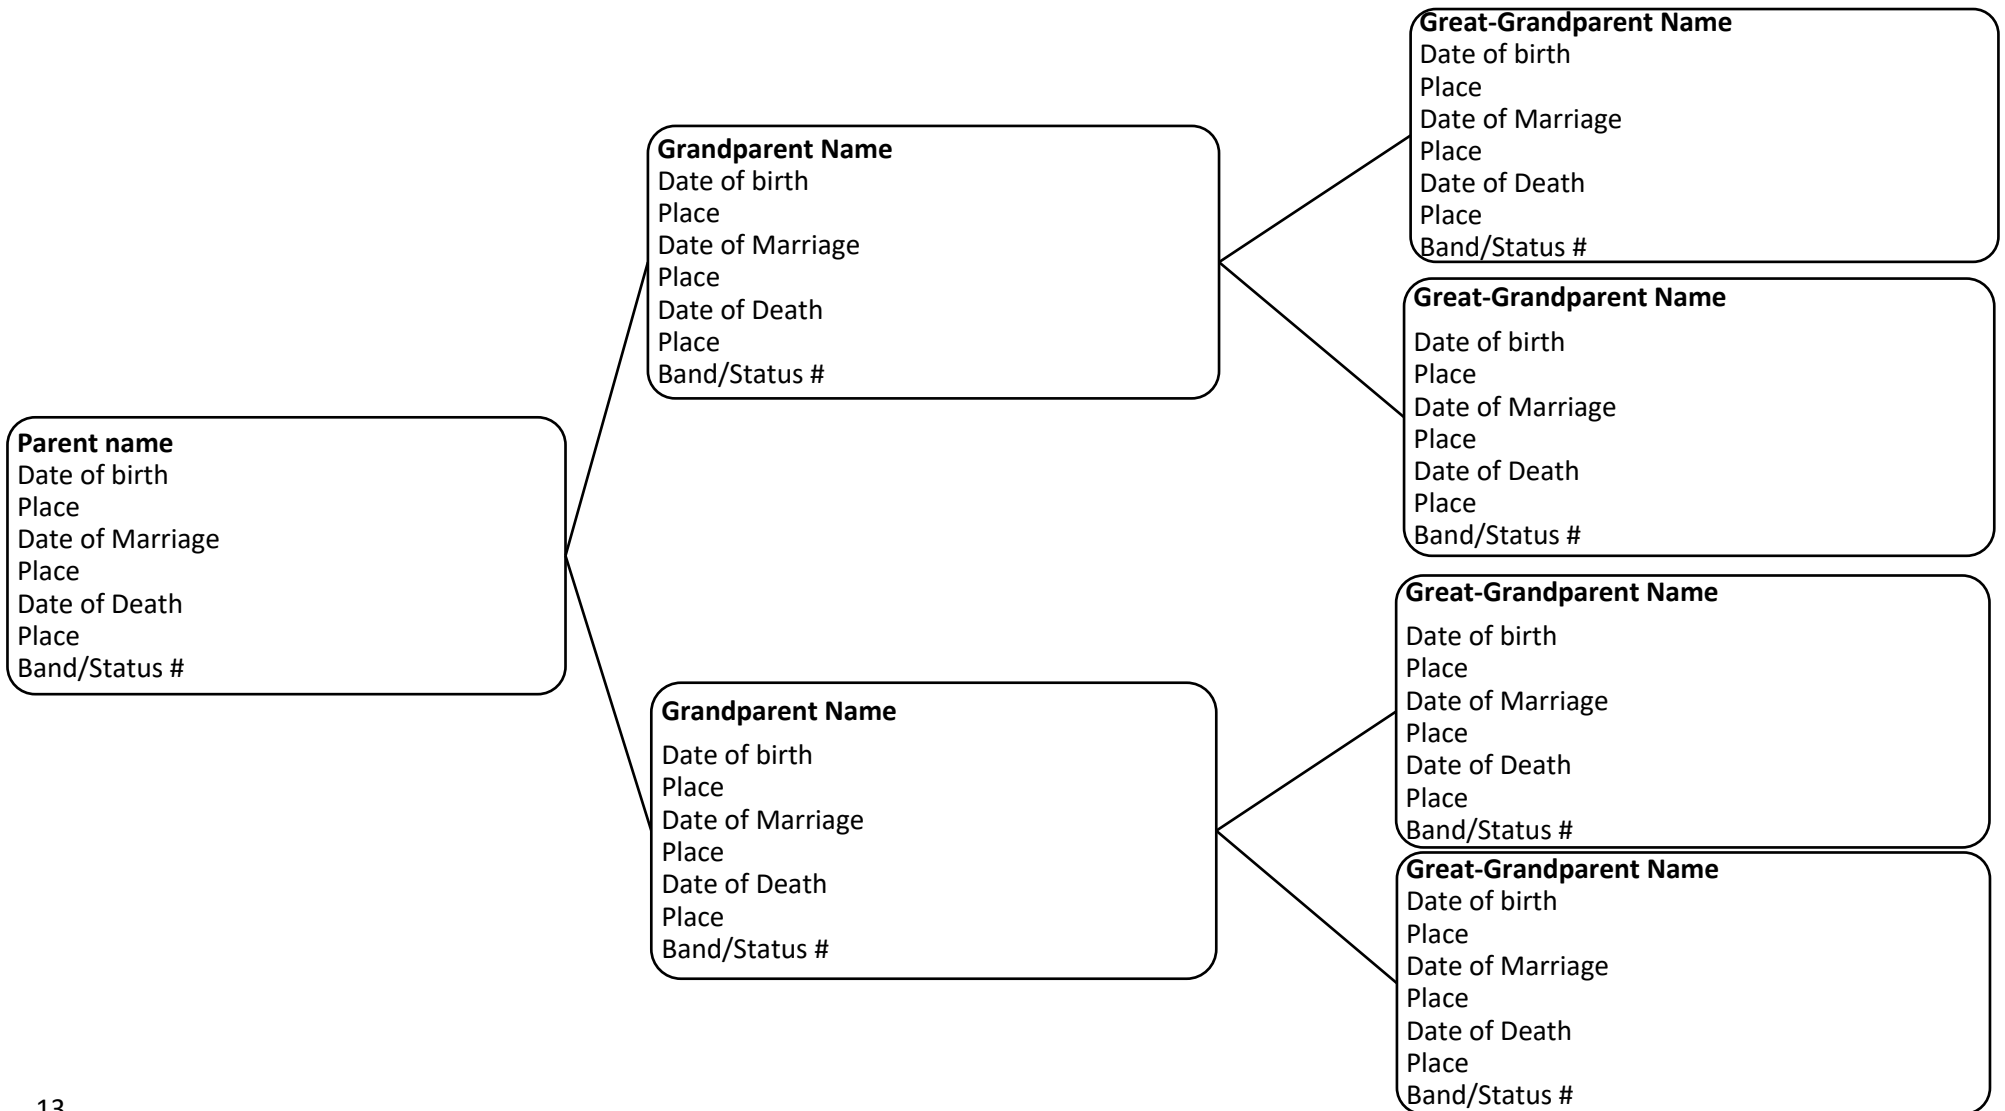 Parent name
Date of birth
Place
Date of Marriage
Place
Date of Death
Place
Band/Status #
Grandparent Name
Date of birth
Place
Date of Marriage
Place
Date of Death
Place
Band/Status #
Grandparent Name
Date of birth
Place
Date of Marriage
Place
Date of Death
Place
Band/Status #
Great-Grandparent Name
Date of birth
Place
Date of Marriage
Place
Date of Death
Place
Band/Status #
Great-Grandparent Name
Date of birth
Place
Date of Marriage
Place
Date of Death
Place
Band/Status #
Great-Grandparent Name
Date of birth
Place
Date of Marriage
Place
Date of Death
Place
Band/Status #
Great-Grandparent Name
Date of birth
Place
Date of Marriage
Place
Date of Death
Place
Band/Status #
13